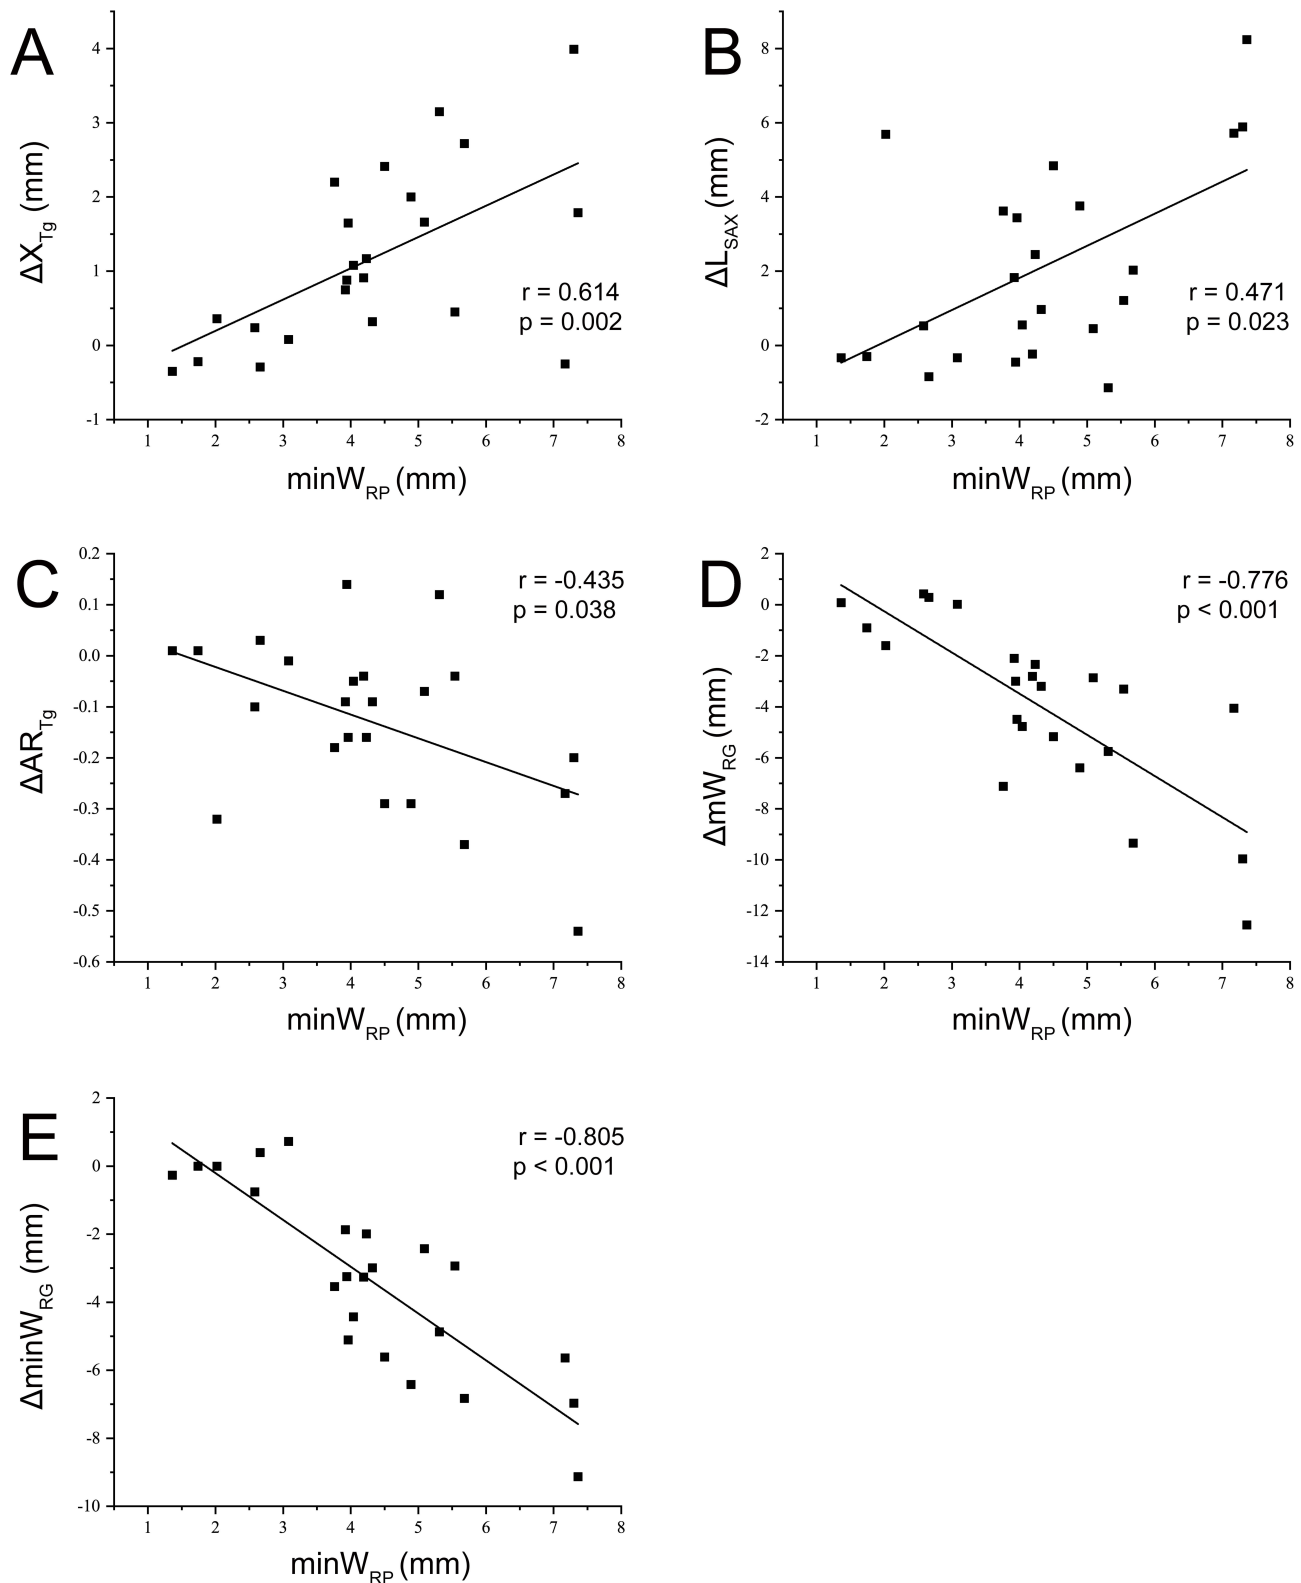 A
4
3
2
1
0
-1
ΔX_Tg (mm)
r = 0.614
p = 0.002
1 2 3 4 5 6 7 8
minW_RP (mm)
B
8
6
4
2
0
-2
ΔL_SAX (mm)
r = 0.471
p = 0.023
1 2 3 4 5 6 7 8
minW_RP (mm)
C
0.2
0.1
0.0
-0.1
-0.2
-0.3
-0.4
-0.5
-0.6
ΔAR_Tg
r = -0.435
p = 0.038
1 2 3 4 5 6 7 8
minW_RP (mm)
D
2
0
-2
-4
-6
-8
-10
-12
-14
ΔmW_RG (mm)
r = -0.776
p < 0.001
1 2 3 4 5 6 7 8
minW_RP (mm)
E
2
0
-2
-4
-6
-8
-10
ΔminW_RG (mm)
r = -0.805
p < 0.001
1 2 3 4 5 6 7 8
minW_RP (mm)